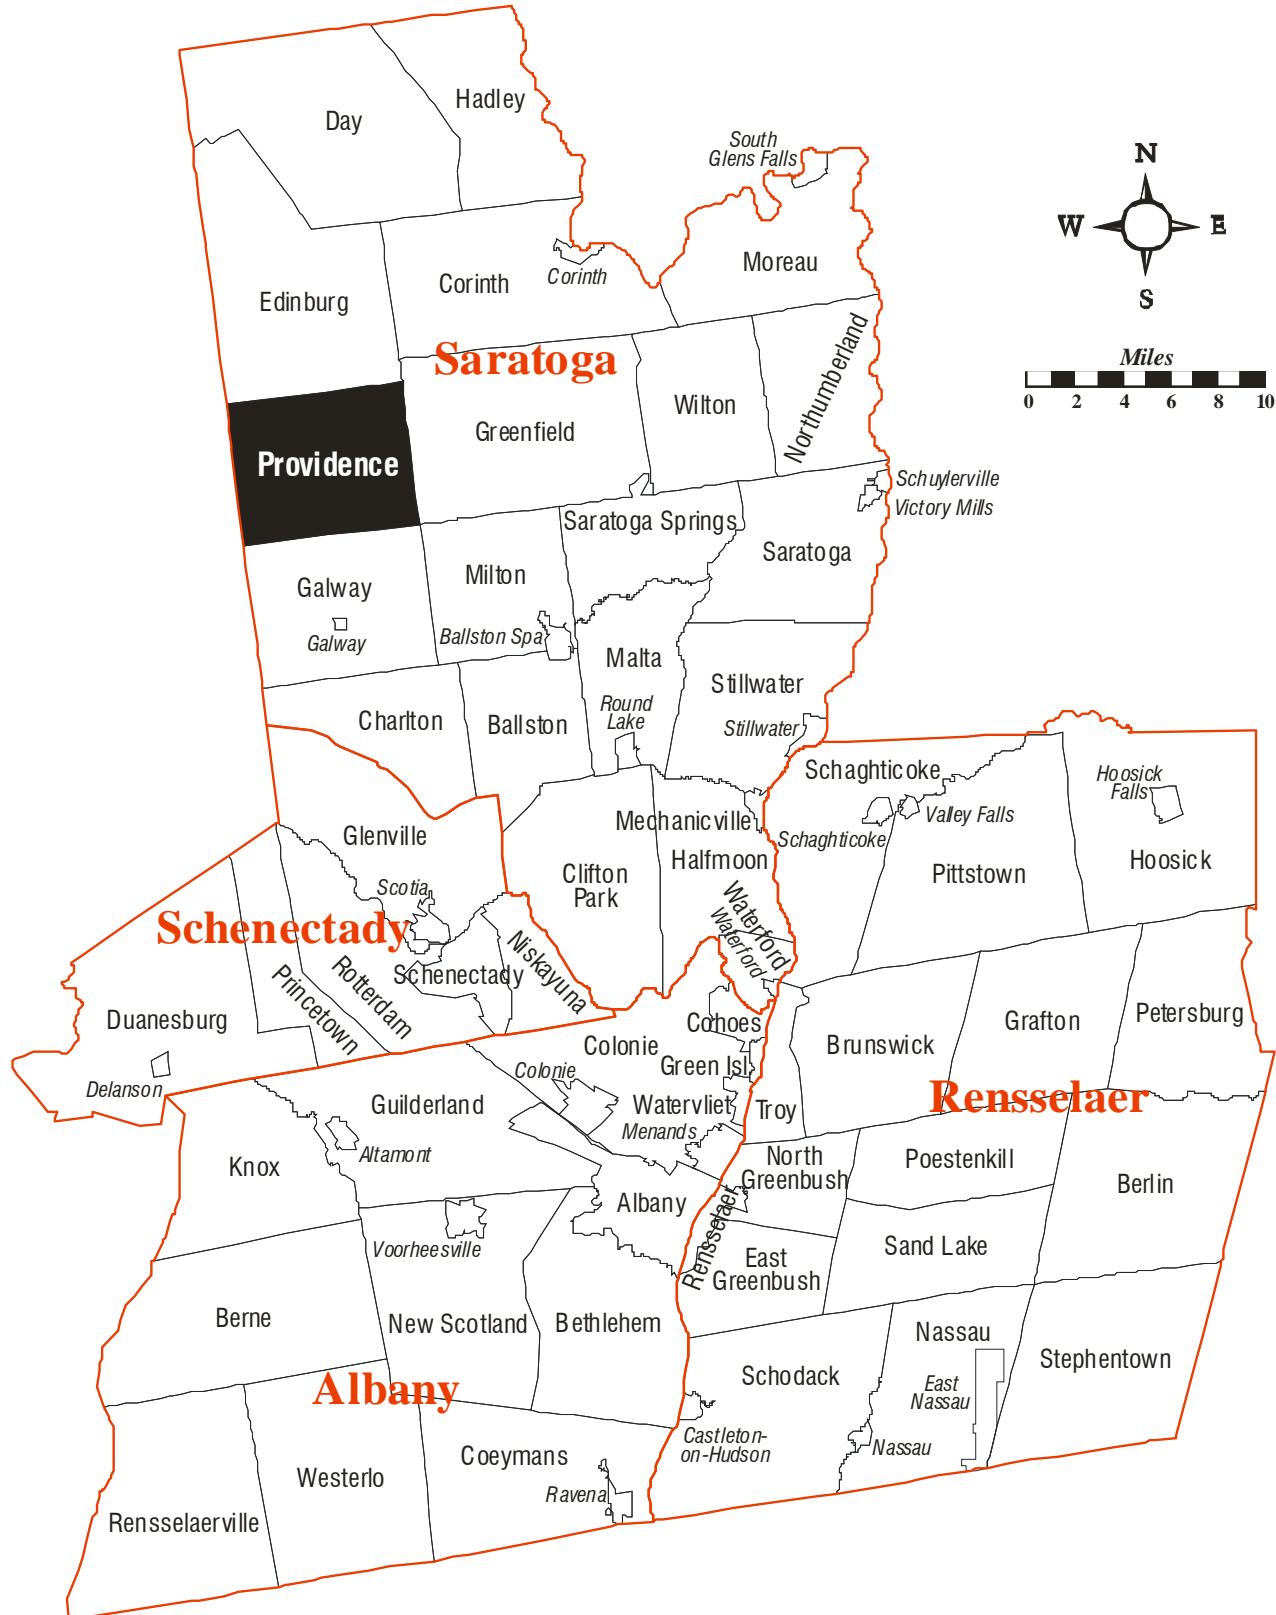 Hadley
Day
South
Glens Falls
N
W
E
S
Moreau
Corinth
Corinth
Edinburg
Saratoga
Northumberland
Miles
0 2 4 6 8 10
Wilton
Greenfield
Providence
Schuylerville
Victory Mills
Saratoga Springs
Saratoga
Milton
Galway
Galway
Ballston Spa
Malta
Stillwater
Round
Lake
Stillwater
Charlton
Ballston
Schaghticoke
Hoosick
Falls
Valley Falls
Mechanicville
Schaghticoke
Glenville
Halfmoon
Hoosick
Clifton
Park
Pittstown
Scotia
Waterford
Waterford
Schenectady
Niskayuna
Schenectady
Rotterdam
Princetown
Duanesburg
Delanson
Cohoes
Colonie
Green Isl.
Colonie
Brunswick
Grafton
Petersburg
Rensselaer
Guilderland
Watervliet
Menands
Troy
Altamont
Knox
North
Greenbush
Poestenkill
Berlin
Albany
Rensselaer
Voorheesville
Sand Lake
East
Greenbush
Berne
New Scotland
Bethlehem
Nassau
Stephentown
Schodack
Albany
East
Nassau
Castleton-
on-Hudson
Nassau
Coeymans
Westerlo
Ravena
Rensselaerville